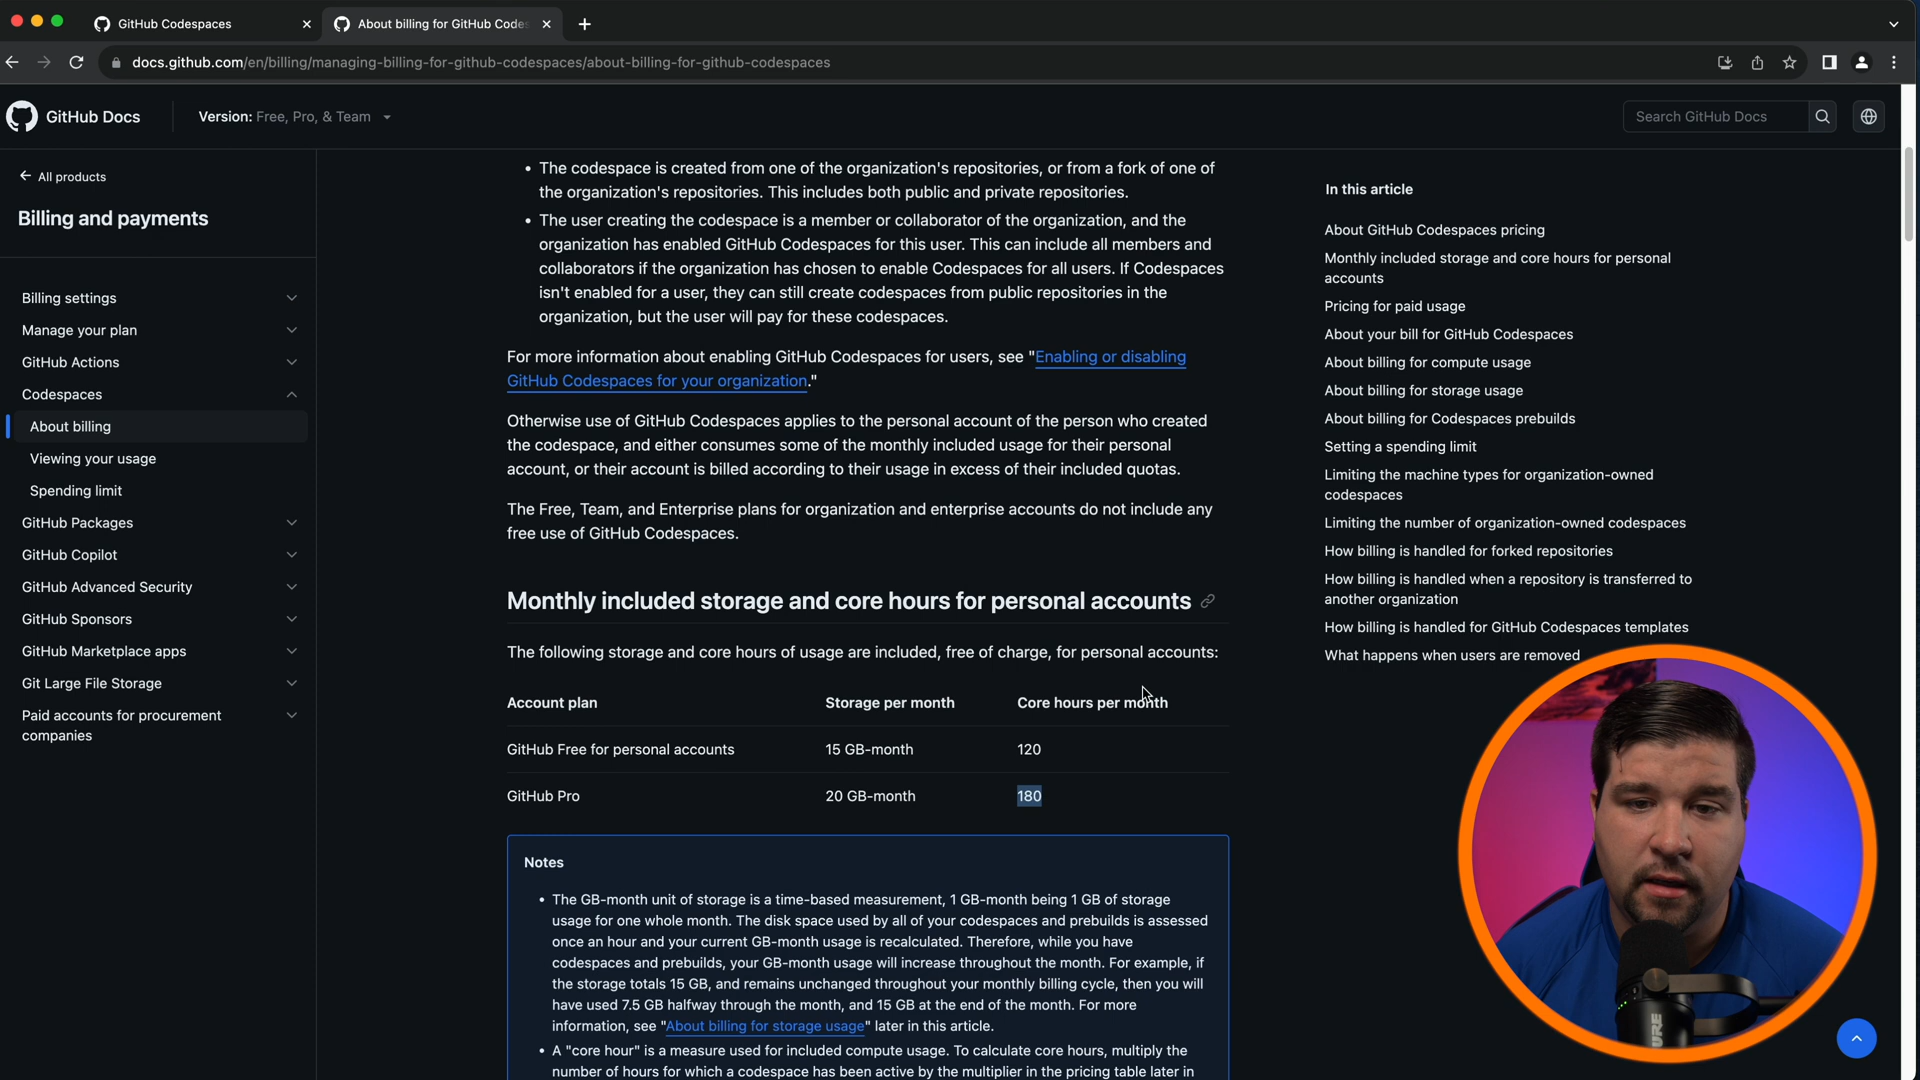 GitHub Codespaces
About billing for GitHub Codes
docs.github.com/en/billing/managing-billing-for-github-codespaces/about-billing-for-github-codespaces
GitHub Docs
Version: Free, Pro, & Team
Search GitHub Docs
All products
Billing and payments
Billing settings
Manage your plan
GitHub Actions
Codespaces
About billing
Viewing your usage
Spending limit
GitHub Packages
GitHub Copilot
GitHub Advanced Security
GitHub Sponsors
GitHub Marketplace apps
Git Large File Storage
Paid accounts for procurement
companies
• The codespace is created from one of the organization's repositories, or from a fork of one of
the organization's repositories. This includes both public and private repositories.
• The user creating the codespace is a member or collaborator of the organization, and the
organization has enabled GitHub Codespaces for this user. This can include all members and
collaborators if the organization has chosen to enable Codespaces for all users. If Codespaces
isn't enabled for a user, they can still create codespaces from public repositories in the
organization, but the user will pay for these codespaces.
For more information about enabling GitHub Codespaces for users, see "Enabling or disabling
GitHub Codespaces for your organization."
Otherwise use of GitHub Codespaces applies to the personal account of the person who created
the codespace, and either consumes some of the monthly included usage for their personal
account, or their account is billed according to their usage in excess of their included quotas.
The Free, Team, and Enterprise plans for organization and enterprise accounts do not include any
free use of GitHub Codespaces.
Monthly included storage and core hours for personal accounts
The following storage and core hours of usage are included, free of charge, for personal accounts:
Account plan Storage per month Core hours per month
GitHub Free for personal accounts 15 GB-month 120
GitHub Pro 20 GB-month 180
Notes
• The GB-month unit of storage is a time-based measurement, 1 GB-month being 1 GB of storage
usage for one whole month. The disk space used by all of your codespaces and prebuilds is assessed
once an hour and your current GB-month usage is recalculated. Therefore, while you have
codespaces and prebuilds, your GB-month usage will increase throughout the month. For example, if
the storage totals 15 GB, and remains unchanged throughout your monthly billing cycle, then you will
have used 7.5 GB halfway through the month, and 15 GB at the end of the month. For more
information, see "About billing for storage usage" later in this article.
• A "core hour" is a measure used for included compute usage. To calculate core hours, multiply the
number of hours for which a codespace has been active by the multiplier in the pricing table later in
In this article
About GitHub Codespaces pricing
Monthly included storage and core hours for personal
accounts
Pricing for paid usage
About your bill for GitHub Codespaces
About billing for compute usage
About billing for storage usage
About billing for Codespaces prebuilds
Setting a spending limit
Limiting the machine types for organization-owned
codespaces
Limiting the number of organization-owned codespaces
How billing is handled for forked repositories
How billing is handled when a repository is transferred to
another organization
How billing is handled for GitHub Codespaces templates
What happens when users are removed